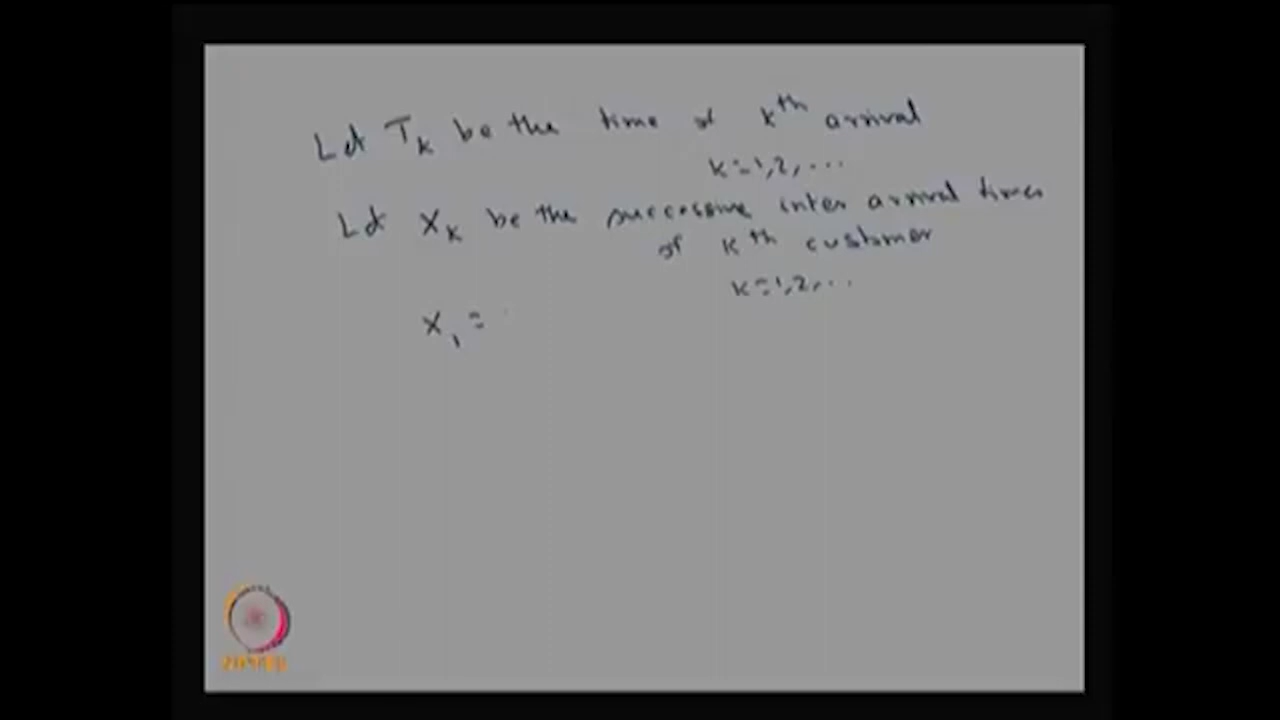 Let T_k be the time of k^th arrival
k=1,2,...
Let X_k be the successive inter arrival times
of k^th customer
k=1,2,..
X_1 =